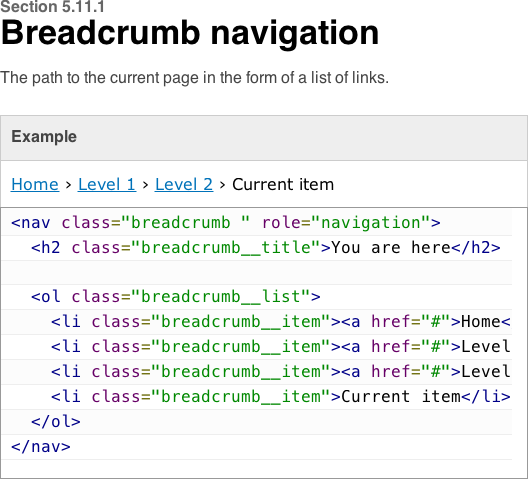 Section 5.11.1
Breadcrumb navigation
The path to the current page in the form of a list of links.
Example
Home › Level 1 › Level 2 › Current item
<nav class="breadcrumb " role="navigation">
  <h2 class="breadcrumb__title">You are here</h2>

  <ol class="breadcrumb__list">
    <li class="breadcrumb__item"><a href="#">Home<
    <li class="breadcrumb__item"><a href="#">Level
    <li class="breadcrumb__item"><a href="#">Level
    <li class="breadcrumb__item">Current item</li>
  </ol>
</nav>